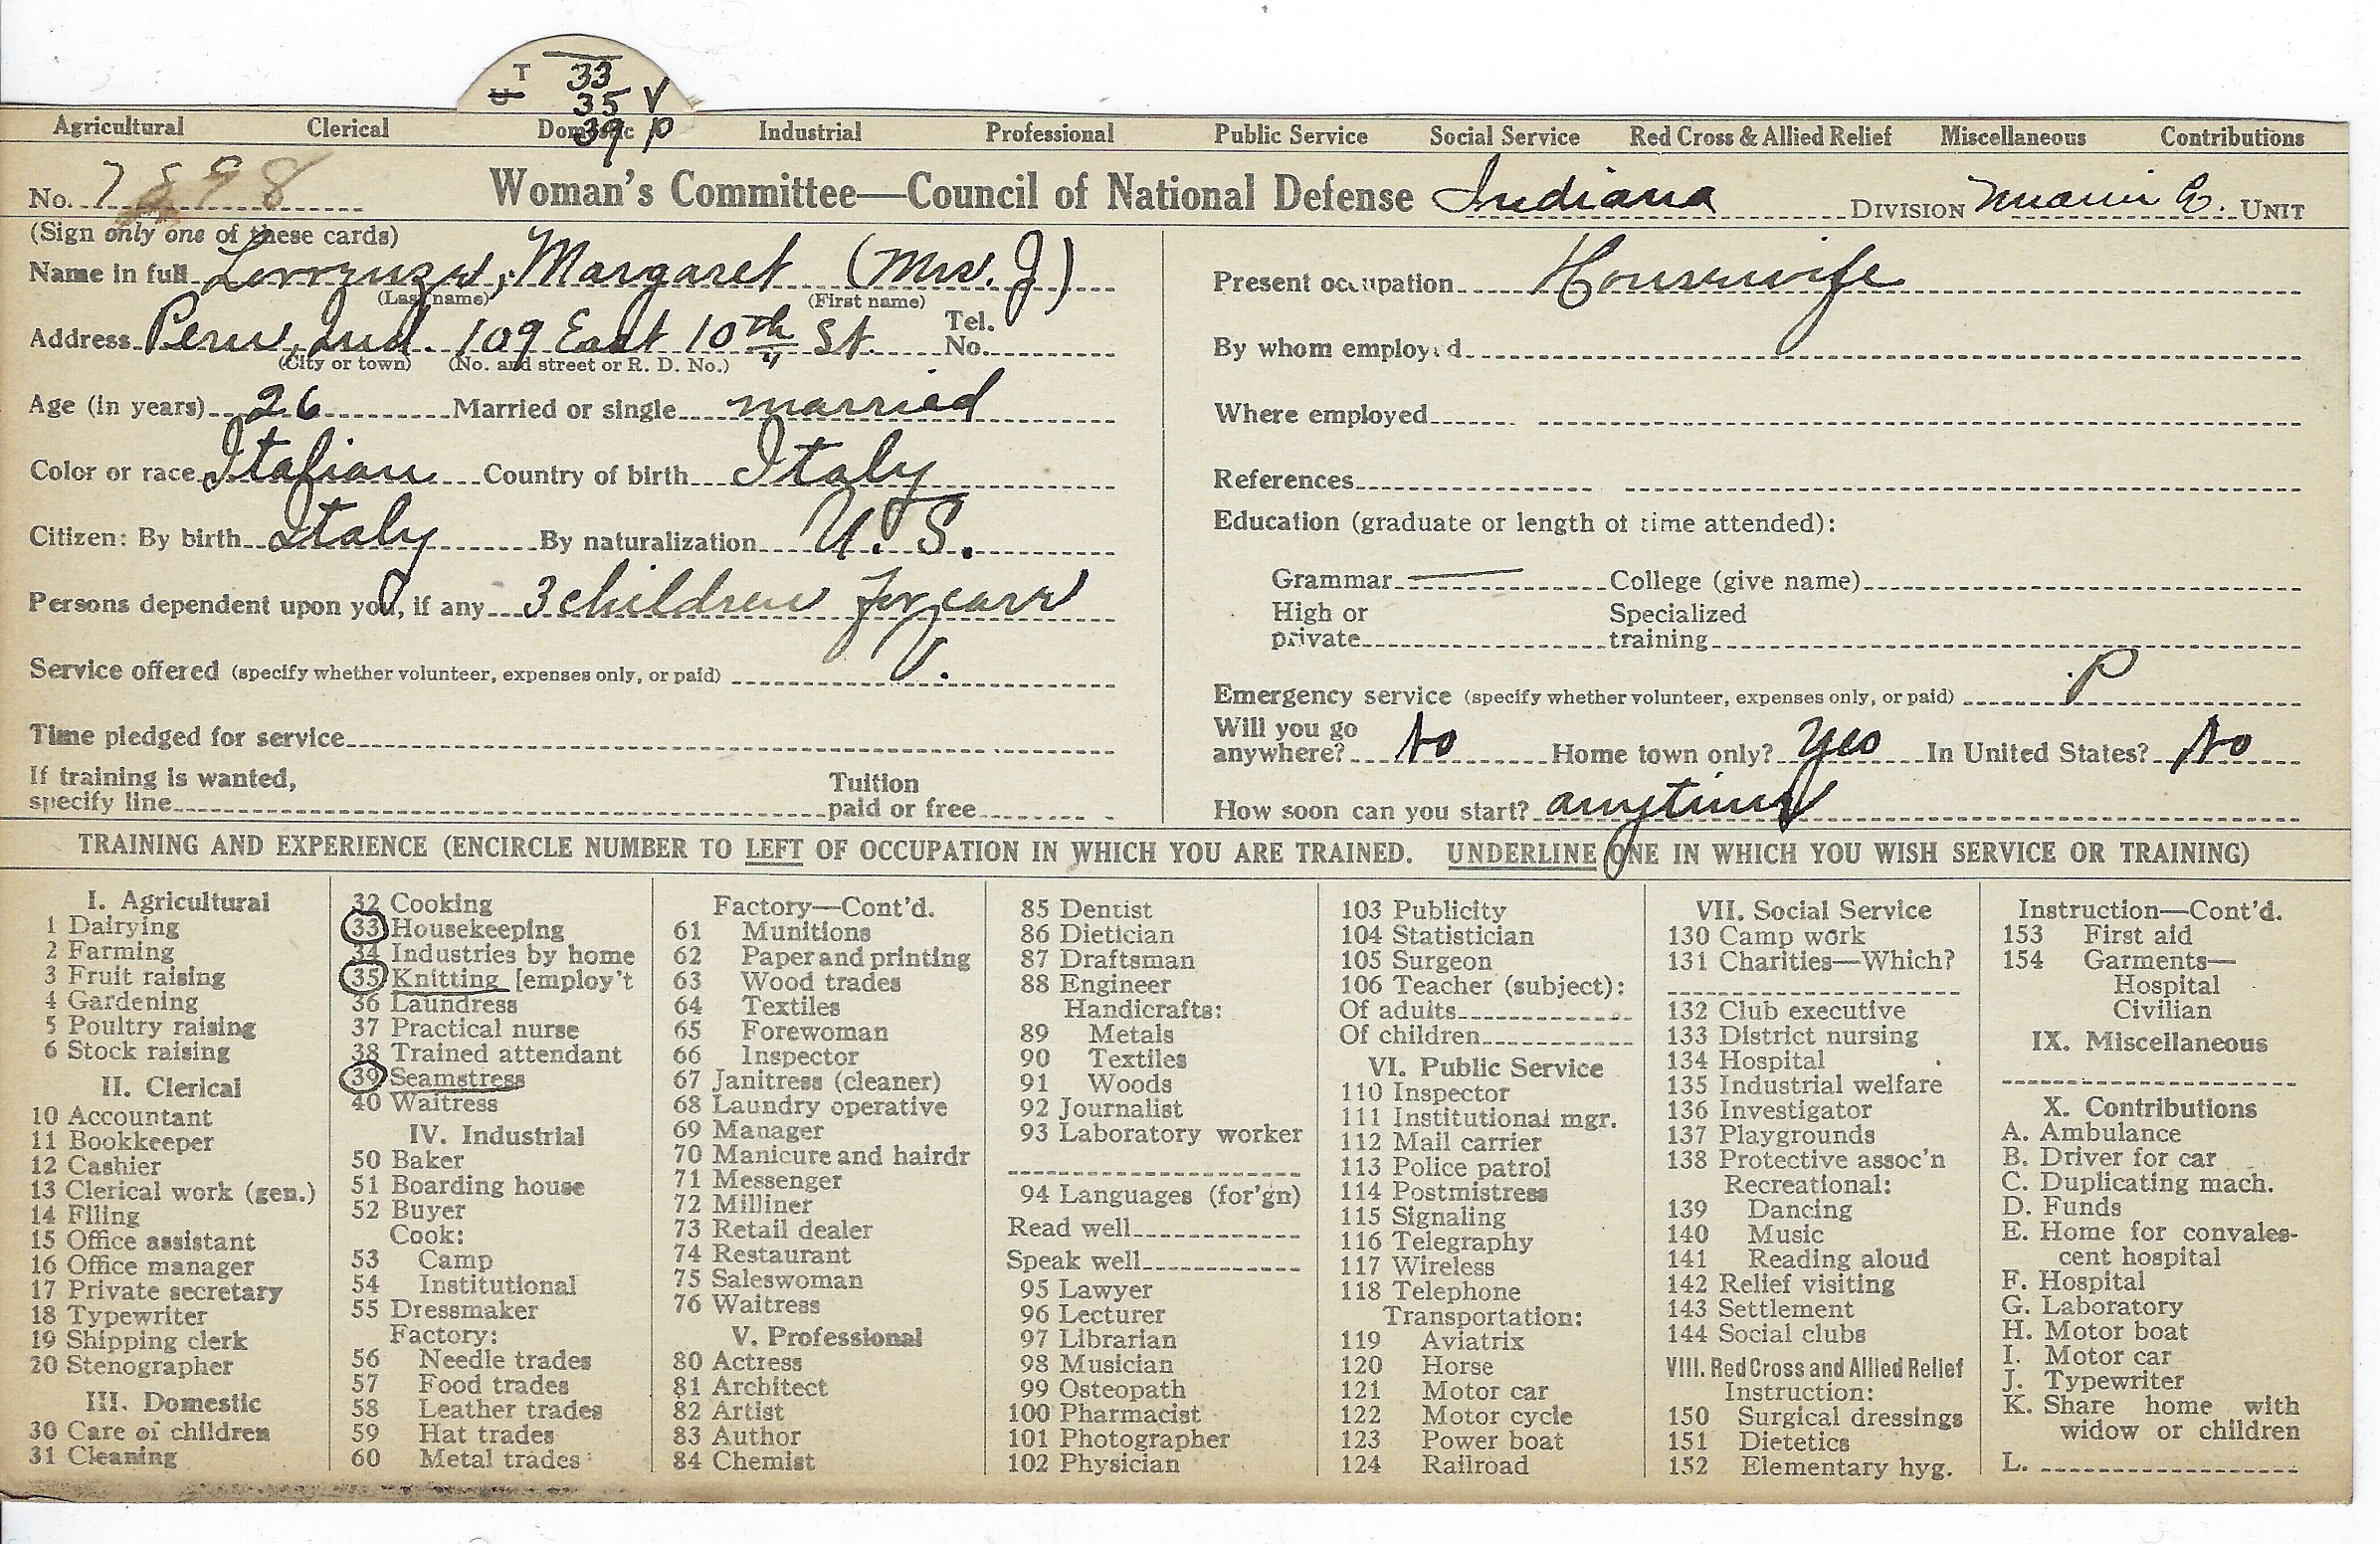 T 33
U 35 V
39 P
Agricultural Clerical Domestic Industrial Professional Public Service Social Service Red Cross & Allied Relief Miscellaneous Contributions
No. 7898 Woman's Committee—Council of National Defense Indiana DIVISION UNIT
(Sign only one of these cards)
Name in full Margaret (Mrs. J)
(Last name) (First name)
Address Peru, Ind. 109 East 10th St. Tel. No.
(City or town) (No. and street or R. D. No.)
Age (in years) 26 Married or single married
Color or race Italian Country of birth Italy
Citizen: By birth Italy By naturalization U. S.
Persons dependent upon you, if any 3 children for care
Service offered (specify whether volunteer, expenses only, or paid) V.
Time pledged for service
If training is wanted, specify line Tuition paid or free
Present occupation Housewife
By whom employed
Where employed
References
Education (graduate or length of time attended):
Grammar — College (give name)
High or private Specialized training
Emergency service (specify whether volunteer, expenses only, or paid) P
Will you go anywhere? No Home town only? Yes In United States? No
How soon can you start? anytime
TRAINING AND EXPERIENCE (ENCIRCLE NUMBER TO LEFT OF OCCUPATION IN WHICH YOU ARE TRAINED. UNDERLINE ONE IN WHICH YOU WISH SERVICE OR TRAINING)
I. Agricultural
1 Dairying
2 Farming
3 Fruit raising
4 Gardening
5 Poultry raising
6 Stock raising
II. Clerical
10 Accountant
11 Bookkeeper
12 Cashier
13 Clerical work (gen.)
14 Filing
15 Office assistant
16 Office manager
17 Private secretary
18 Typewriter
19 Shipping clerk
20 Stenographer
III. Domestic
30 Care of children
31 Cleaning
32 Cooking
33 Housekeeping
34 Industries by home
35 Knitting [employ't
36 Laundress
37 Practical nurse
38 Trained attendant
39 Seamstress
40 Waitress
IV. Industrial
50 Baker
51 Boarding house
52 Buyer
Cook:
53 Camp
54 Institutional
55 Dressmaker
Factory:
56 Needle trades
57 Food trades
58 Leather trades
59 Hat trades
60 Metal trades
Factory—Cont'd.
61 Munitions
62 Paper and printing
63 Wood trades
64 Textiles
65 Forewoman
66 Inspector
67 Janitress (cleaner)
68 Laundry operative
69 Manager
70 Manicure and hairdr
71 Messenger
72 Milliner
73 Retail dealer
74 Restaurant
75 Saleswoman
76 Waitress
V. Professional
80 Actress
81 Architect
82 Artist
83 Author
84 Chemist
85 Dentist
86 Dietician
87 Draftsman
88 Engineer
Handicrafts:
89 Metals
90 Textiles
91 Woods
92 Journalist
93 Laboratory worker
94 Languages (for'gn)
Read well
Speak well
95 Lawyer
96 Lecturer
97 Librarian
98 Musician
99 Osteopath
100 Pharmacist
101 Photographer
102 Physician
103 Publicity
104 Statistician
105 Surgeon
106 Teacher (subject):
Of adults
Of children
VI. Public Service
110 Inspector
111 Institutional mgr.
112 Mail carrier
113 Police patrol
114 Postmistress
115 Signaling
116 Telegraphy
117 Wireless
118 Telephone
Transportation:
119 Aviatrix
120 Horse
121 Motor car
122 Motor cycle
123 Power boat
124 Railroad
VII. Social Service
130 Camp work
131 Charities—Which?
132 Club executive
133 District nursing
134 Hospital
135 Industrial welfare
136 Investigator
137 Playgrounds
138 Protective assoc'n
Recreational:
139 Dancing
140 Music
141 Reading aloud
142 Relief visiting
143 Settlement
144 Social clubs
VIII. Red Cross and Allied Relief
Instruction:
150 Surgical dressings
151 Dietetics
152 Elementary hyg.
Instruction—Cont'd.
153 First aid
154 Garments—
Hospital
Civilian
IX. Miscellaneous
X. Contributions
A. Ambulance
B. Driver for car
C. Duplicating mach.
D. Funds
E. Home for convales-
cent hospital
F. Hospital
G. Laboratory
H. Motor boat
I. Motor car
J. Typewriter
K. Share home with
widow or children
L.